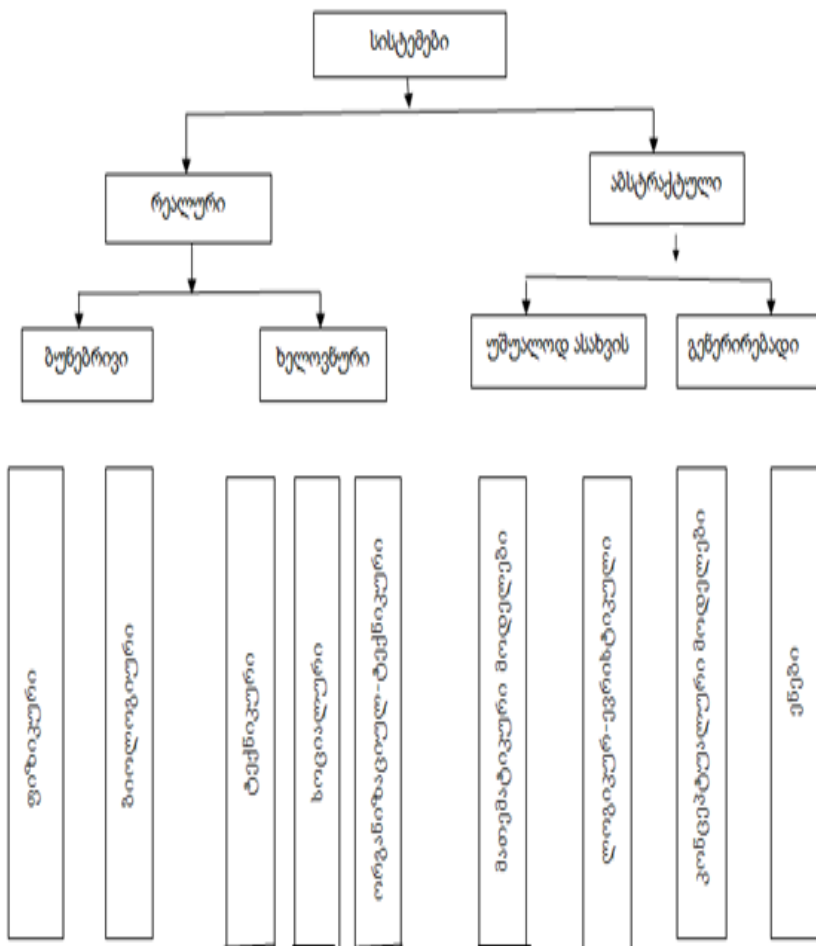 სისტემები
რეალური
აბსტრაქტული
ბუნებრივი
ხელოვნური
უშუალოდ ასახვის
გენერირებადი
ფიზიკური
ბიოლოგიური
ტექნიკური
სოციალური
ორგანიზაციულ-ტექნიკური
მათემატიკური მოდელები
ლოგიკურ-ევრისტიკული
კონცეპტუალური მოდელები
ენები